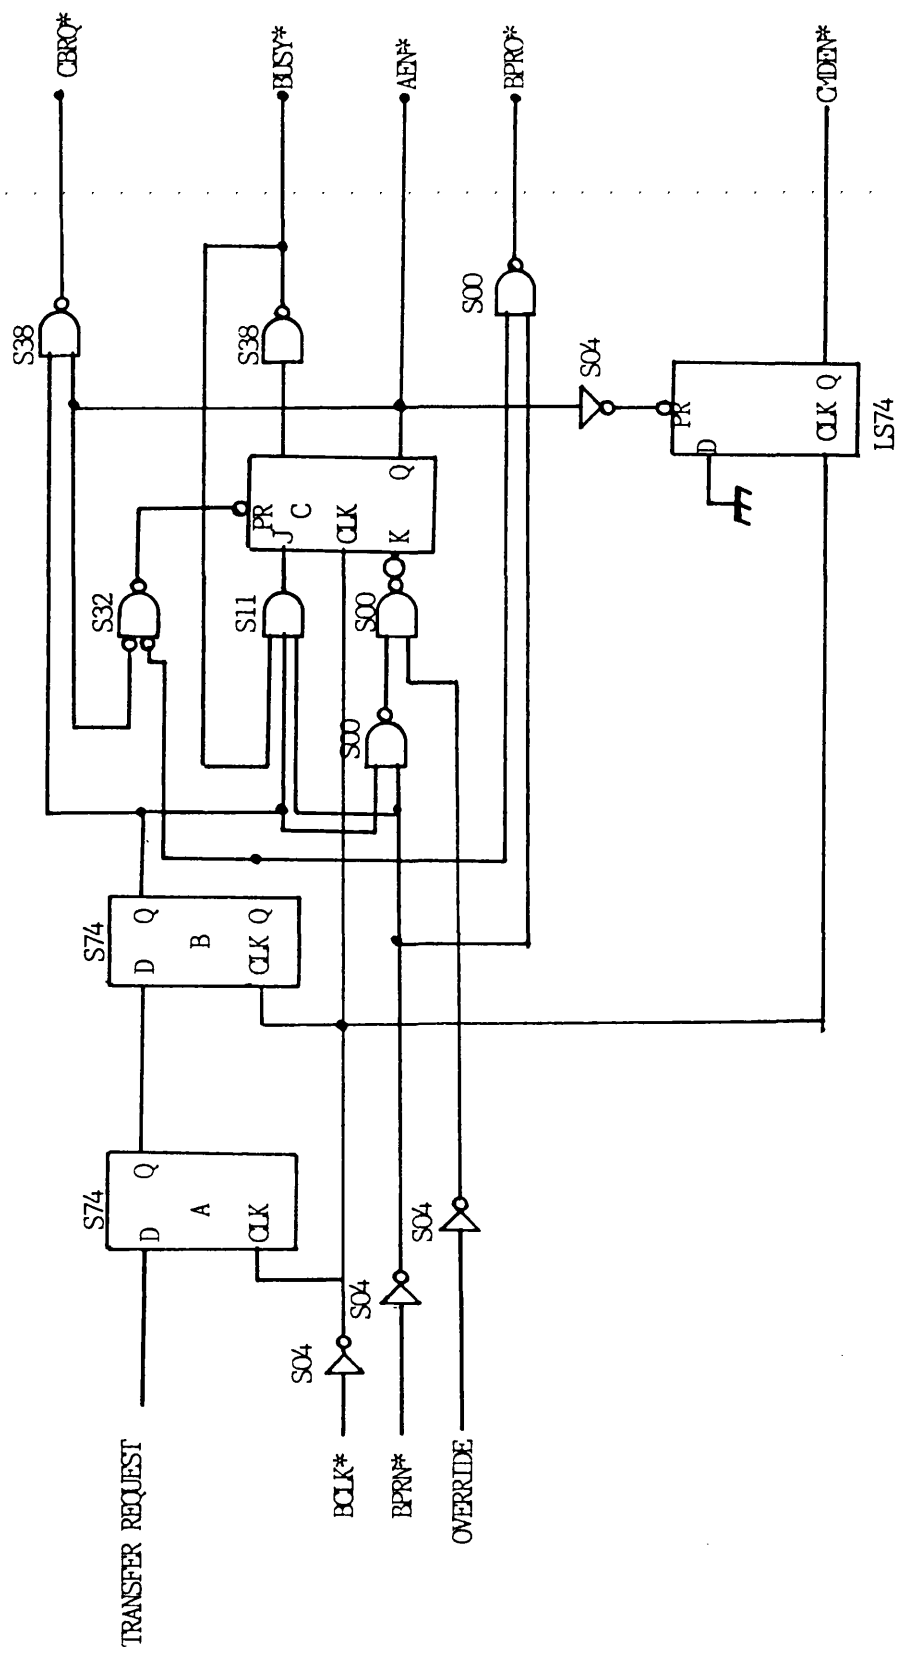 CBRQ*
BUSY*
AEN*
BPRO*
CMDEN*
S38
S38
S00
S04
PR
D
CLK Q
LS74
S32
S11
S00
S00
PR
J
C
CLK
K
Q
S74
D
Q
B
CLK Q
S74
D
Q
A
CLK
S04
S04
S04
TRANSFER REQUEST
BCLK*
BPRN*
OVERRIDE